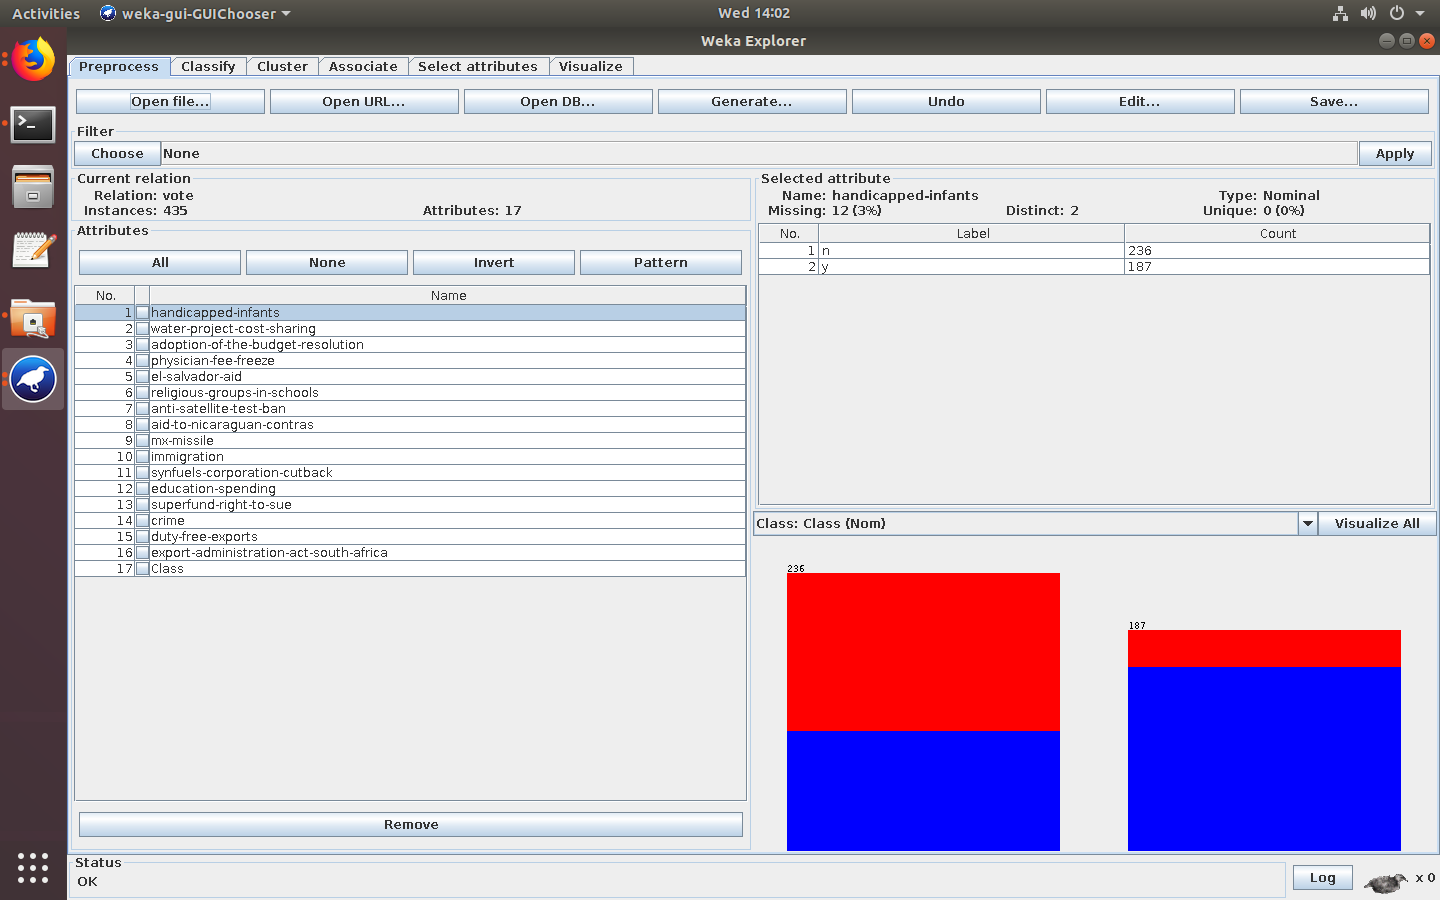 Activities weka-gui-GUIChooser Wed 14:02
Weka Explorer
Preprocess Classify Cluster Associate Select attributes Visualize
Open file... Open URL... Open DB... Generate... Undo Edit... Save...
Filter
Choose None Apply
Current relation
Relation: vote
Instances: 435 Attributes: 17
Attributes
All None Invert Pattern
No. Name
1 handicapped-infants
2 water-project-cost-sharing
3 adoption-of-the-budget-resolution
4 physician-fee-freeze
5 el-salvador-aid
6 religious-groups-in-schools
7 anti-satellite-test-ban
8 aid-to-nicaraguan-contras
9 mx-missile
10 immigration
11 synfuels-corporation-cutback
12 education-spending
13 superfund-right-to-sue
14 crime
15 duty-free-exports
16 export-administration-act-south-africa
17 Class
Remove
Selected attribute
Name: handicapped-infants Type: Nominal
Missing: 12 (3%) Distinct: 2 Unique: 0 (0%)
No. Label Count
1 n 236
2 y 187
Class: Class (Nom) Visualize All
236
187
Status
OK
Log x 0